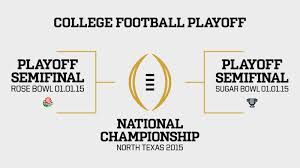 COLLEGE FOOTBALL PLAYOFF
PLAYOFF
SEMIFINAL
ROSE BOWL 01.01.15
PLAYOFF
SEMIFINAL
SUGAR BOWL 01.01.15
NATIONAL
CHAMPIONSHIP
NORTH TEXAS 2015